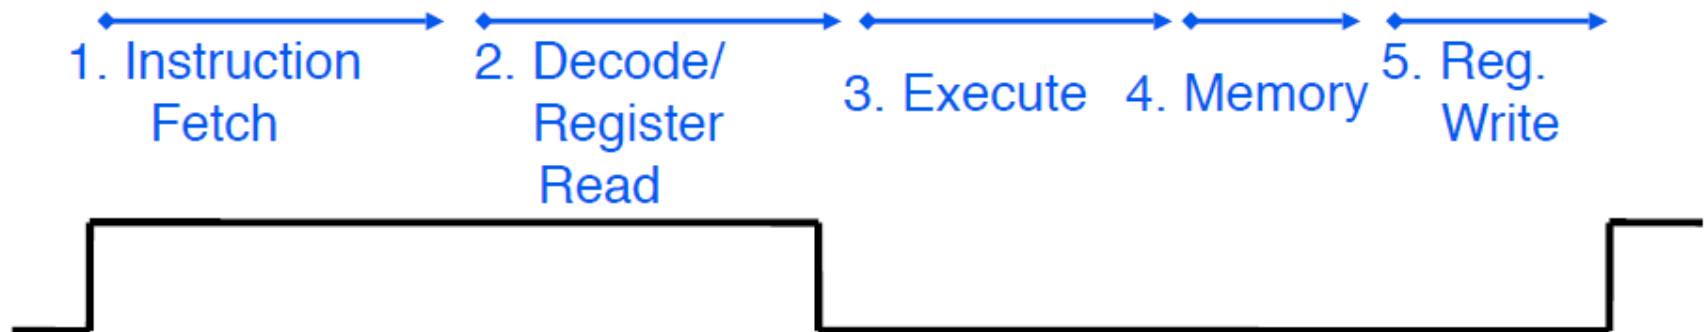 1. Instruction
Fetch
2. Decode/
Register
Read
3. Execute
4. Memory
5. Reg.
Write